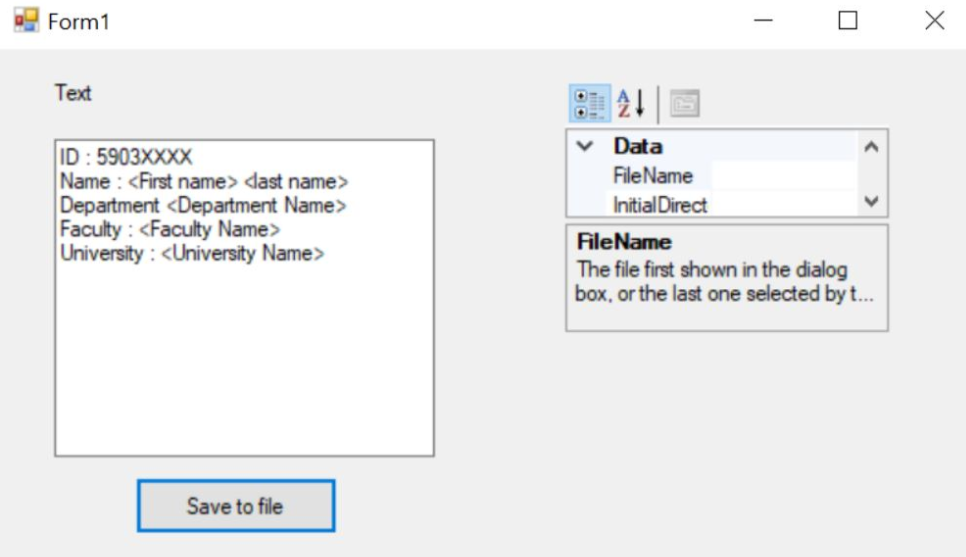 Form1
Text
ID : 5903XXXX
Name : <First name> <last name>
Department <Department Name>
Faculty : <Faculty Name>
University : <University Name>
Save to file
A
Z
Data
FileName
InitialDirect
FileName
The file first shown in the dialog
box, or the last one selected by t...